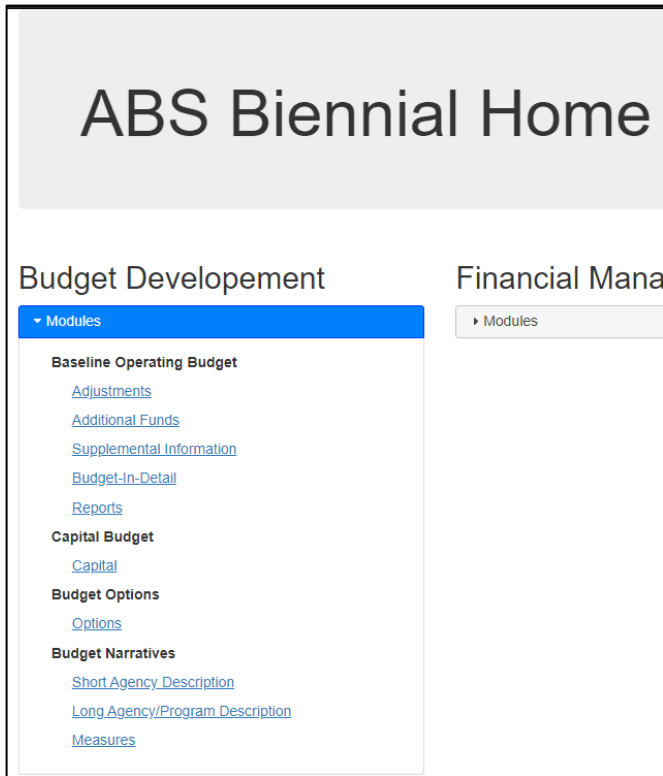 ABS Biennial Home
Budget Developement
Modules
Baseline Operating Budget
Adjustments
Additional Funds
Supplemental Information
Budget-In-Detail
Reports
Capital Budget
Capital
Budget Options
Options
Budget Narratives
Short Agency Description
Long Agency/Program Description
Measures
Financial Mana
Modules